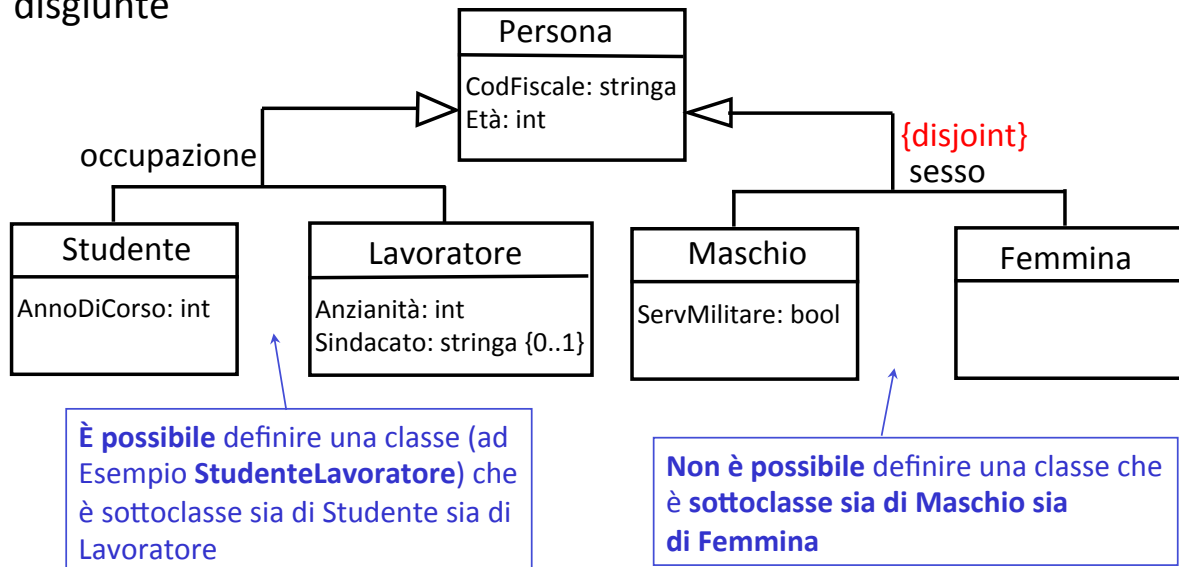 disgiunte
Persona
CodFiscale: stringa
Età: int
occupazione
{disjoint}
sesso
Studente
AnnoDiCorso: int
Lavoratore
Anzianità: int
Sindacato: stringa {0..1}
Maschio
ServMilitare: bool
Femmina
È possibile definire una classe (ad
Esempio StudenteLavoratore) che
è sottoclasse sia di Studente sia di
Lavoratore
Non è possibile definire una classe che
è sottoclasse sia di Maschio sia
di Femmina